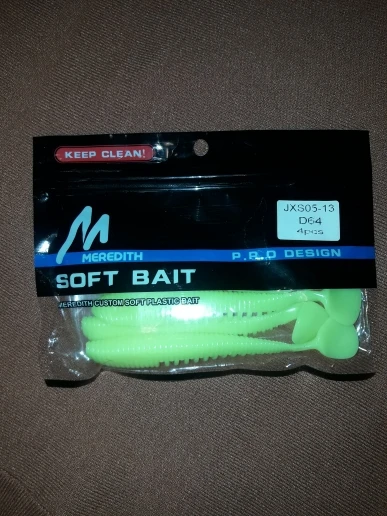 KEEP CLEAN!
JXS05-13
D64
4pcs
MEREDITH
P.R.O DESIGN
SOFT BAIT
MEREDITH CUSTOM SOFT PLASTIC BAIT